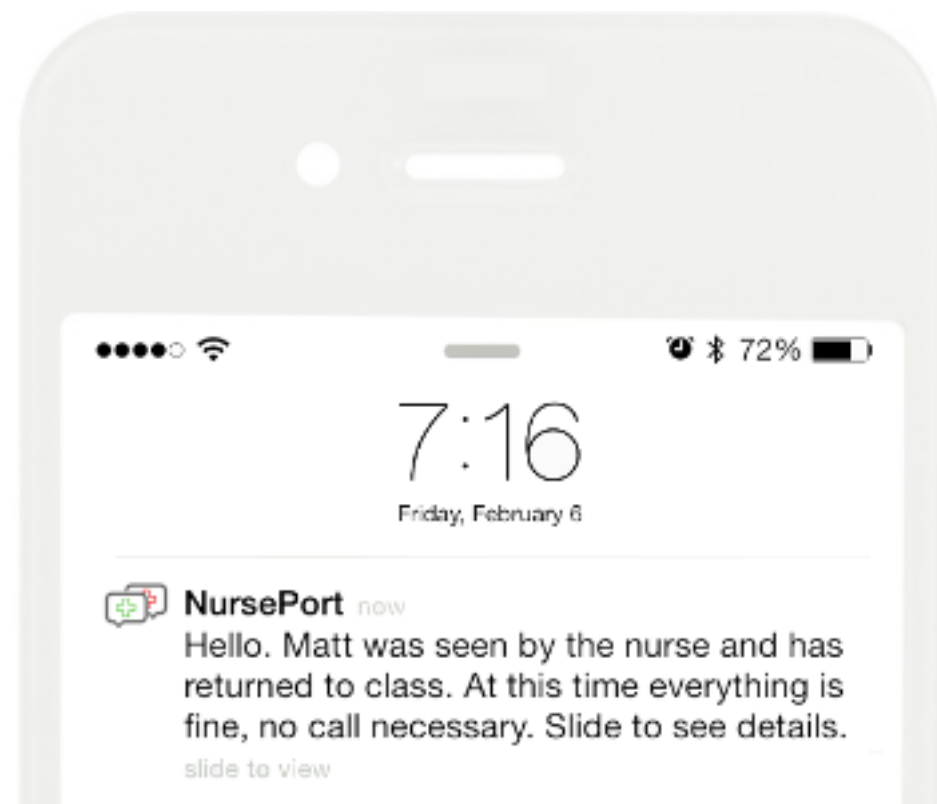 72%
7:16
Friday, February 6
NursePort now
Hello. Matt was seen by the nurse and has
returned to class. At this time everything is
fine, no call necessary. Slide to see details.
slide to view